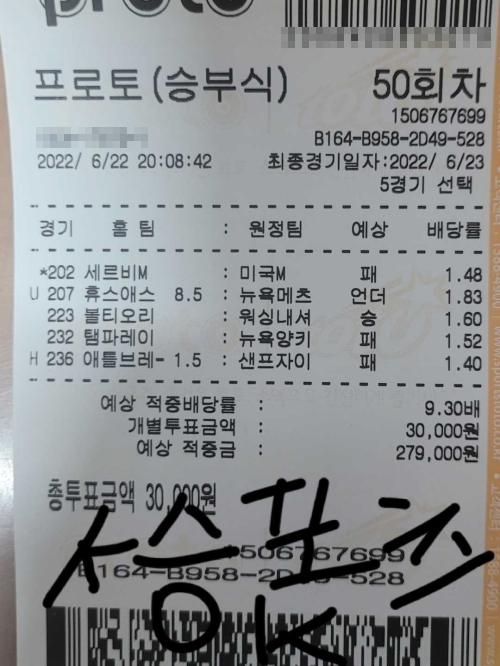 proto
프로토(승부식) 50회차
1506767699
B164-B958-2D49-528
2022/ 6/22 20:08:42 최종경기일자:2022/ 6/23
5경기 선택
경기 홈 팀 : 원정팀 예상 배당률
*202 세르비M : 미국M 패 1.48
U 207 휴스애스 8.5 : 뉴욕메츠 언더 1.83
223 볼티오리 : 워싱내셔 승 1.60
232 탬파레이 : 뉴욕양키 패 1.52
H 236 애틀브레- 1.5 : 샌프자이 패 1.40
예상 적중배당률 : 9.30배
개별투표금액 : 30,000원
예상 적중금 : 279,000원
총투표금액 30,000원
1506767699
B164-B958-2D49-528
OK